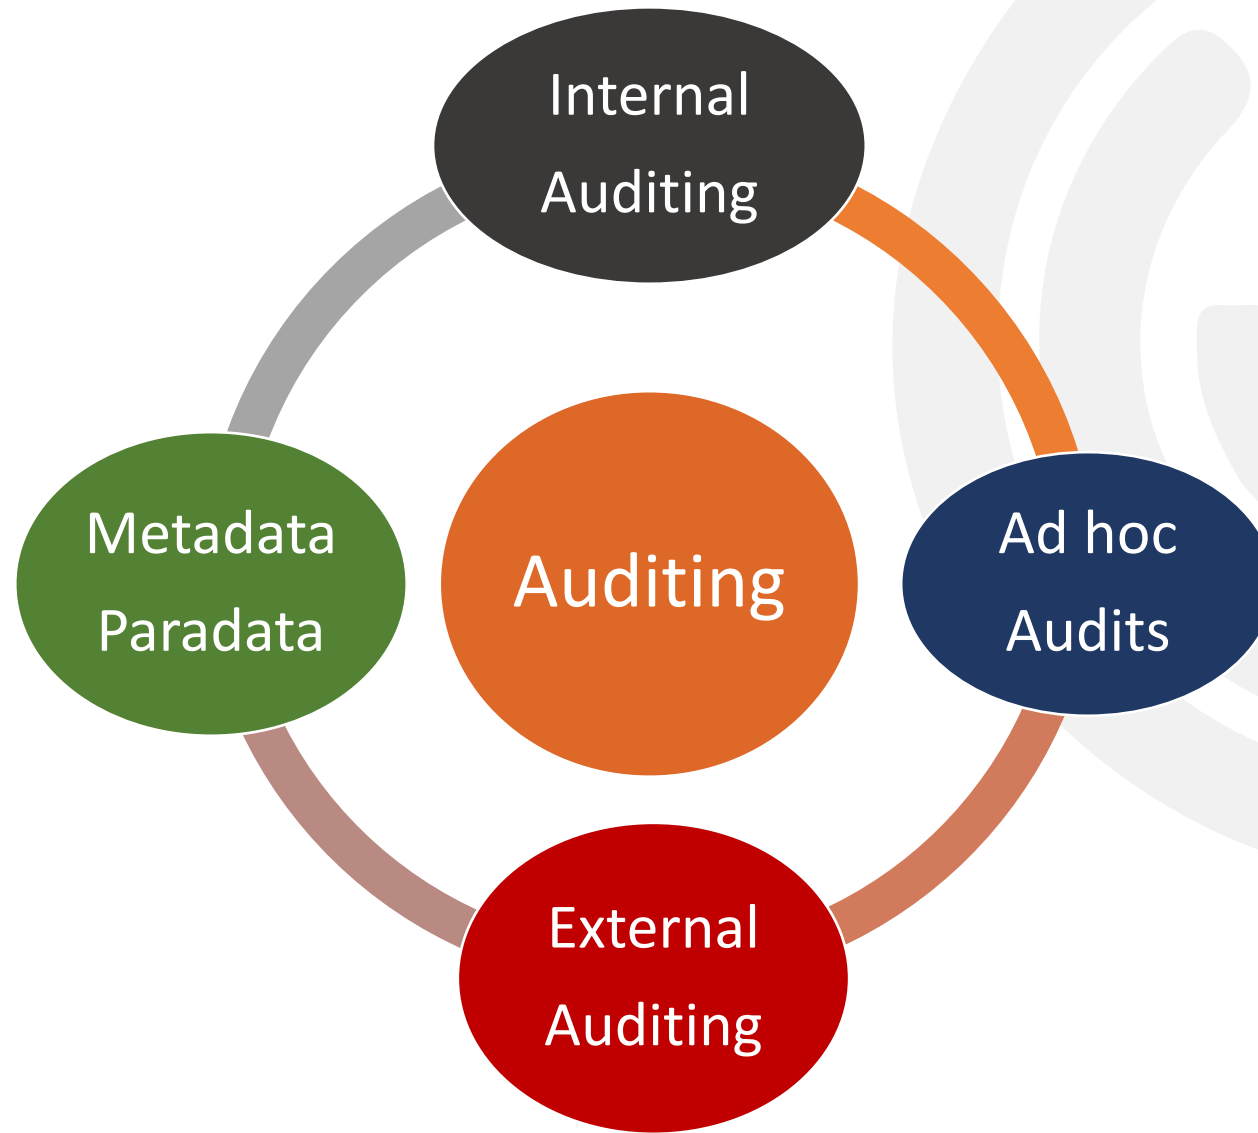 Internal
Auditing
Metadata
Paradata
Auditing
Ad hoc
Audits
External
Auditing